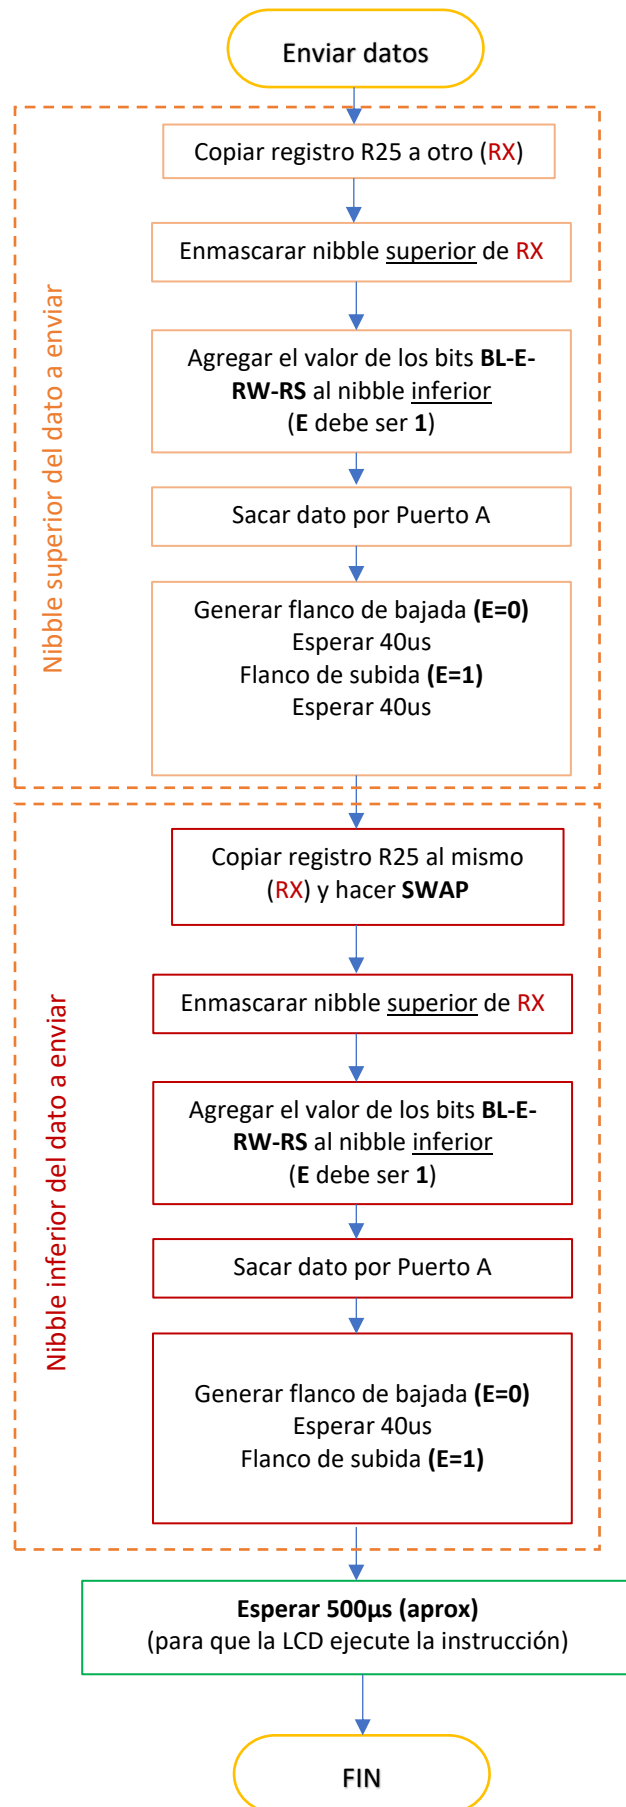 Enviar datos
Nibble superior del dato a enviar
Copiar registro R25 a otro (RX)
Enmascarar nibble superior de RX
Agregar el valor de los bits BL-E-
RW-RS al nibble inferior
(E debe ser 1)
Sacar dato por Puerto A
Generar flanco de bajada (E=0)
Esperar 40us
Flanco de subida (E=1)
Esperar 40us
Nibble inferior del dato a enviar
Copiar registro R25 al mismo
(RX) y hacer SWAP
Enmascarar nibble superior de RX
Agregar el valor de los bits BL-E-
RW-RS al nibble inferior
(E debe ser 1)
Sacar dato por Puerto A
Generar flanco de bajada (E=0)
Esperar 40us
Flanco de subida (E=1)
Esperar 500µs (aprox)
(para que la LCD ejecute la instrucción)
FIN